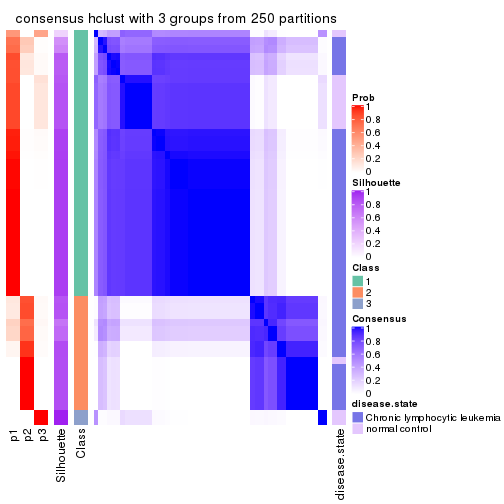 consensus hclust with 3 groups from 250 partitions
Prob
1
0.8
0.6
0.4
0.2
0
Silhouette
1
0.8
0.6
0.4
0.2
0
Class
1
2
3
Consensus
1
0.8
0.6
0.4
0.2
0
disease.state
Chronic lymphocytic leukemia
normal control
p1
p2
p3
Silhouette
Class
disease.state